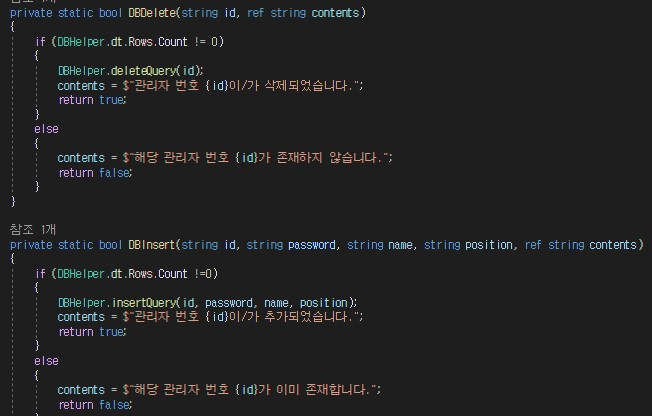 private static bool DBDelete(string id, ref string contents)
{
if (DBHelper.dt.Rows.Count != 0)
{
DBHelper.deleteQuery(id);
contents = $"관리자 번호 {id}이/가 삭제되었습니다.";
return true;
}
else
{
contents = $"해당 관리자 번호 {id}가 존재하지 않습니다.";
return false;
}
}
참조 1개
private static bool DBInsert(string id, string password, string name, string position, ref string contents)
{
if (DBHelper.dt.Rows.Count !=0)
{
DBHelper.insertQuery(id, password, name, position);
contents = $"관리자 번호 {id}이/가 추가되었습니다.";
return true;
}
else
{
contents = $"해당 관리자 번호 {id}가 이미 존재합니다.";
return false;